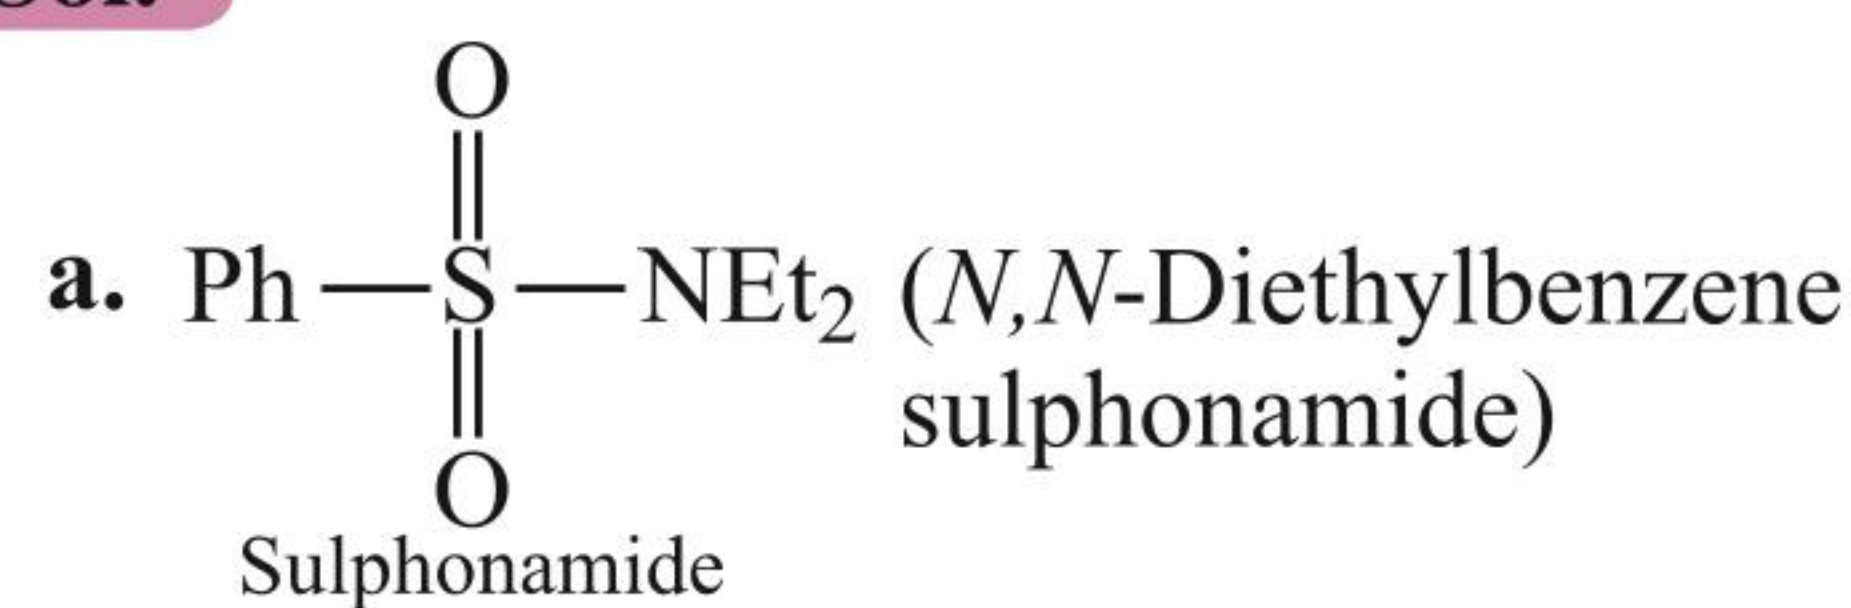 O
a. Ph—S—NEt₂ (N,N-Diethylbenzene
sulphonamide)
O
Sulphonamide